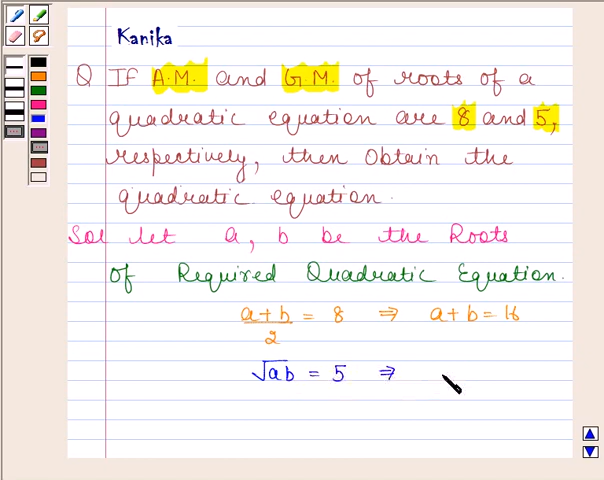 Kanika
Q If A.M. and G.M. of roots of a
quadratic equation are 8 and 5,
respectively, then obtain the
quadratic equation.
Sol let a, b be the Roots
of Required Quadratic Equation.
a+b/2 = 8 ⇒ a+b = 16
√ab = 5 ⇒